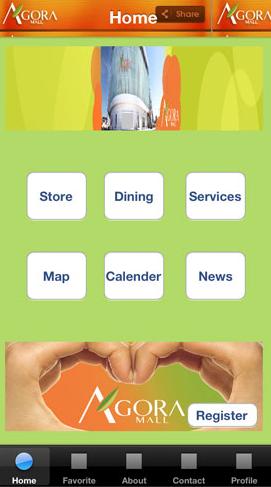 AGORA
MALL
Home
Share
AGORA
MALL
AGORA
Store
Dining
Services
Map
Calender
News
AGORA
MALL
Register
Home
Favorite
About
Contact
Profile